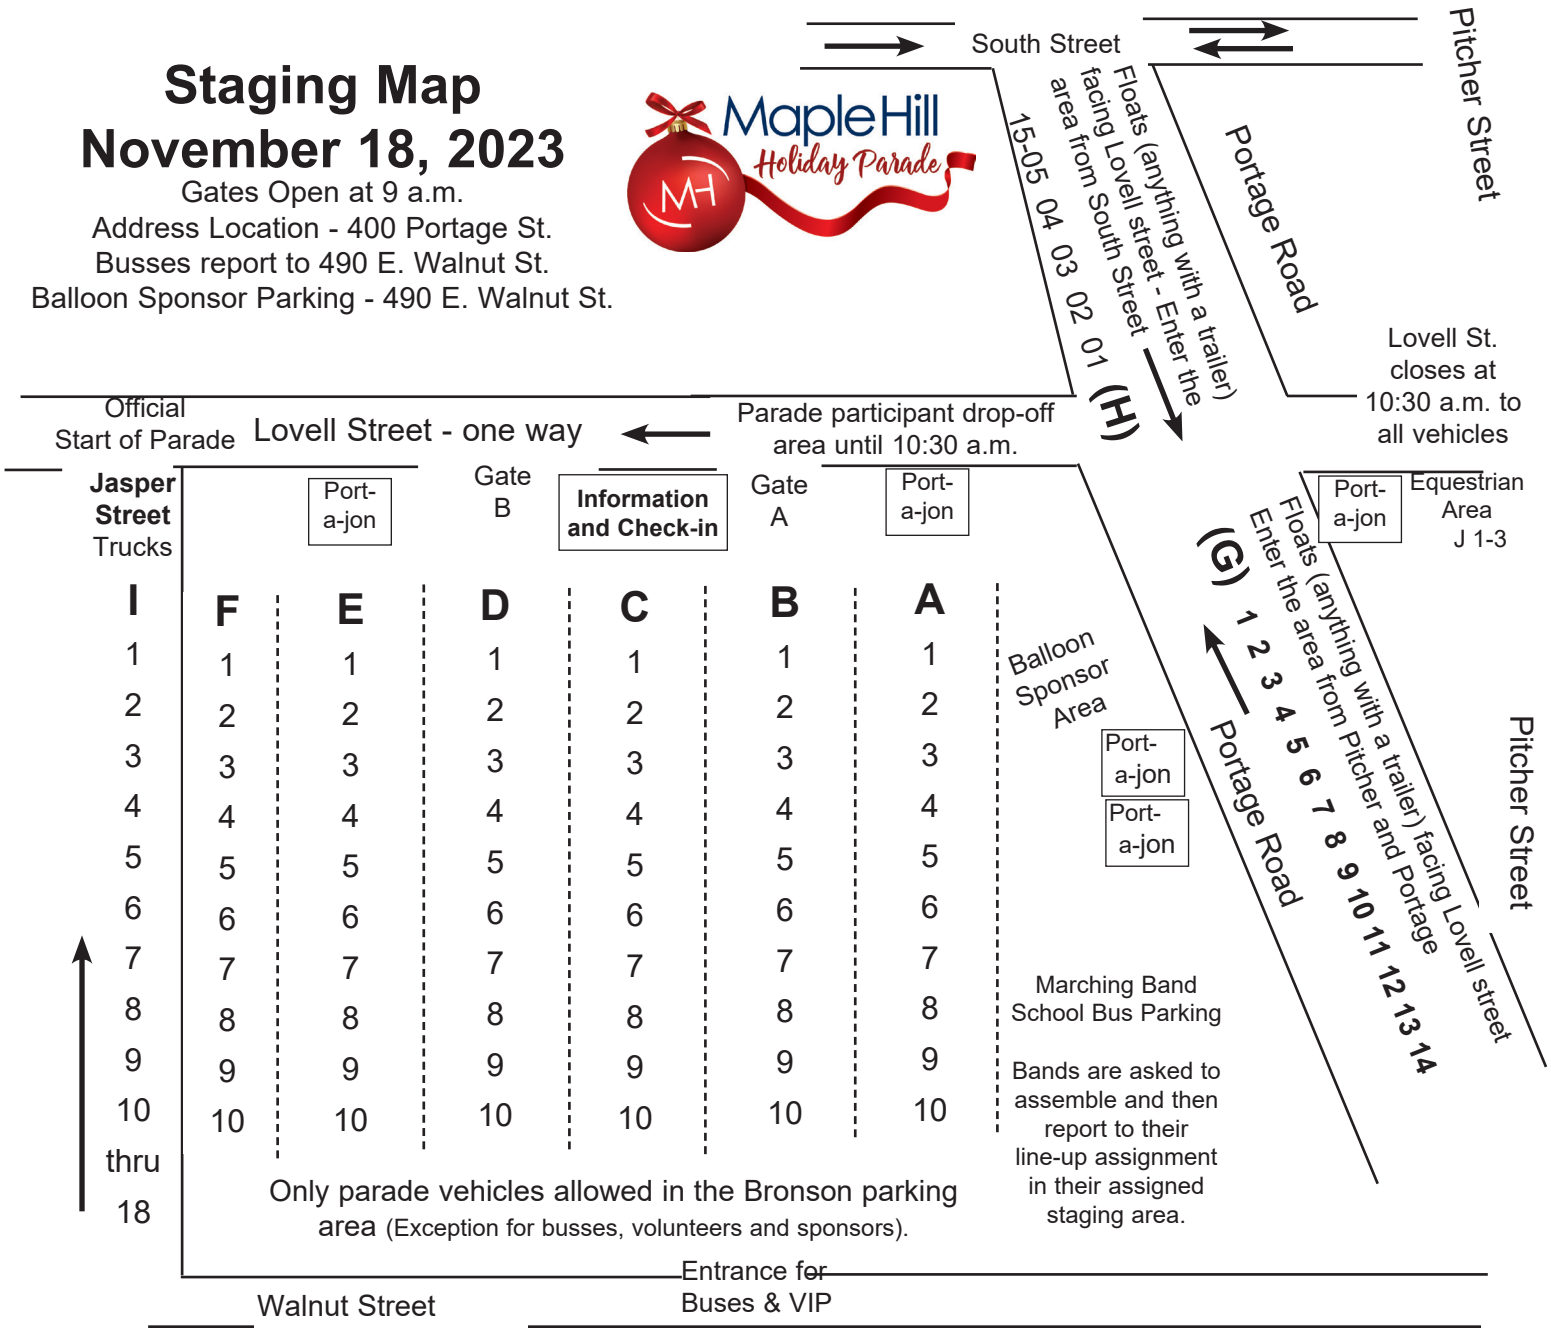 Staging Map
November 18, 2023
Gates Open at 9 a.m.
Address Location - 400 Portage St.
Busses report to 490 E. Walnut St.
Balloon Sponsor Parking - 490 E. Walnut St.
MH
Maple Hill
Holiday Parade
South Street
Pitcher Street
Floats (anything with a trailer)
facing Lovell street - Enter the
area from South Street
15-05 04 03 02 01 (H)
Portage Road
Lovell St.
closes at
10:30 a.m. to
all vehicles
Official
Start of Parade
Lovell Street - one way
Parade participant drop-off
area until 10:30 a.m.
Jasper
Street
Trucks
Port-
a-jon
Gate
B
Information
and Check-in
Gate
A
Port-
a-jon
Port-
a-jon
Equestrian
Area
J 1-3
I
1
2
3
4
5
6
7
8
9
10
thru
18
F
1
2
3
4
5
6
7
8
9
10
E
1
2
3
4
5
6
7
8
9
10
D
1
2
3
4
5
6
7
8
9
10
C
1
2
3
4
5
6
7
8
9
10
B
1
2
3
4
5
6
7
8
9
10
A
1
2
3
4
5
6
7
8
9
10
Balloon
Sponsor
Area
Port-
a-jon
Port-
a-jon
Floats (anything with a trailer) facing Lovell street
Enter the area from Pitcher and Portage
(G) 1 2 3 4 5 6 7 8 9 10 11 12 13 14
Portage Road
Pitcher Street
Marching Band
School Bus Parking
Bands are asked to
assemble and then
report to their
line-up assignment
in their assigned
staging area.
Only parade vehicles allowed in the Bronson parking
area (Exception for busses, volunteers and sponsors).
Entrance for
Buses & VIP
Walnut Street